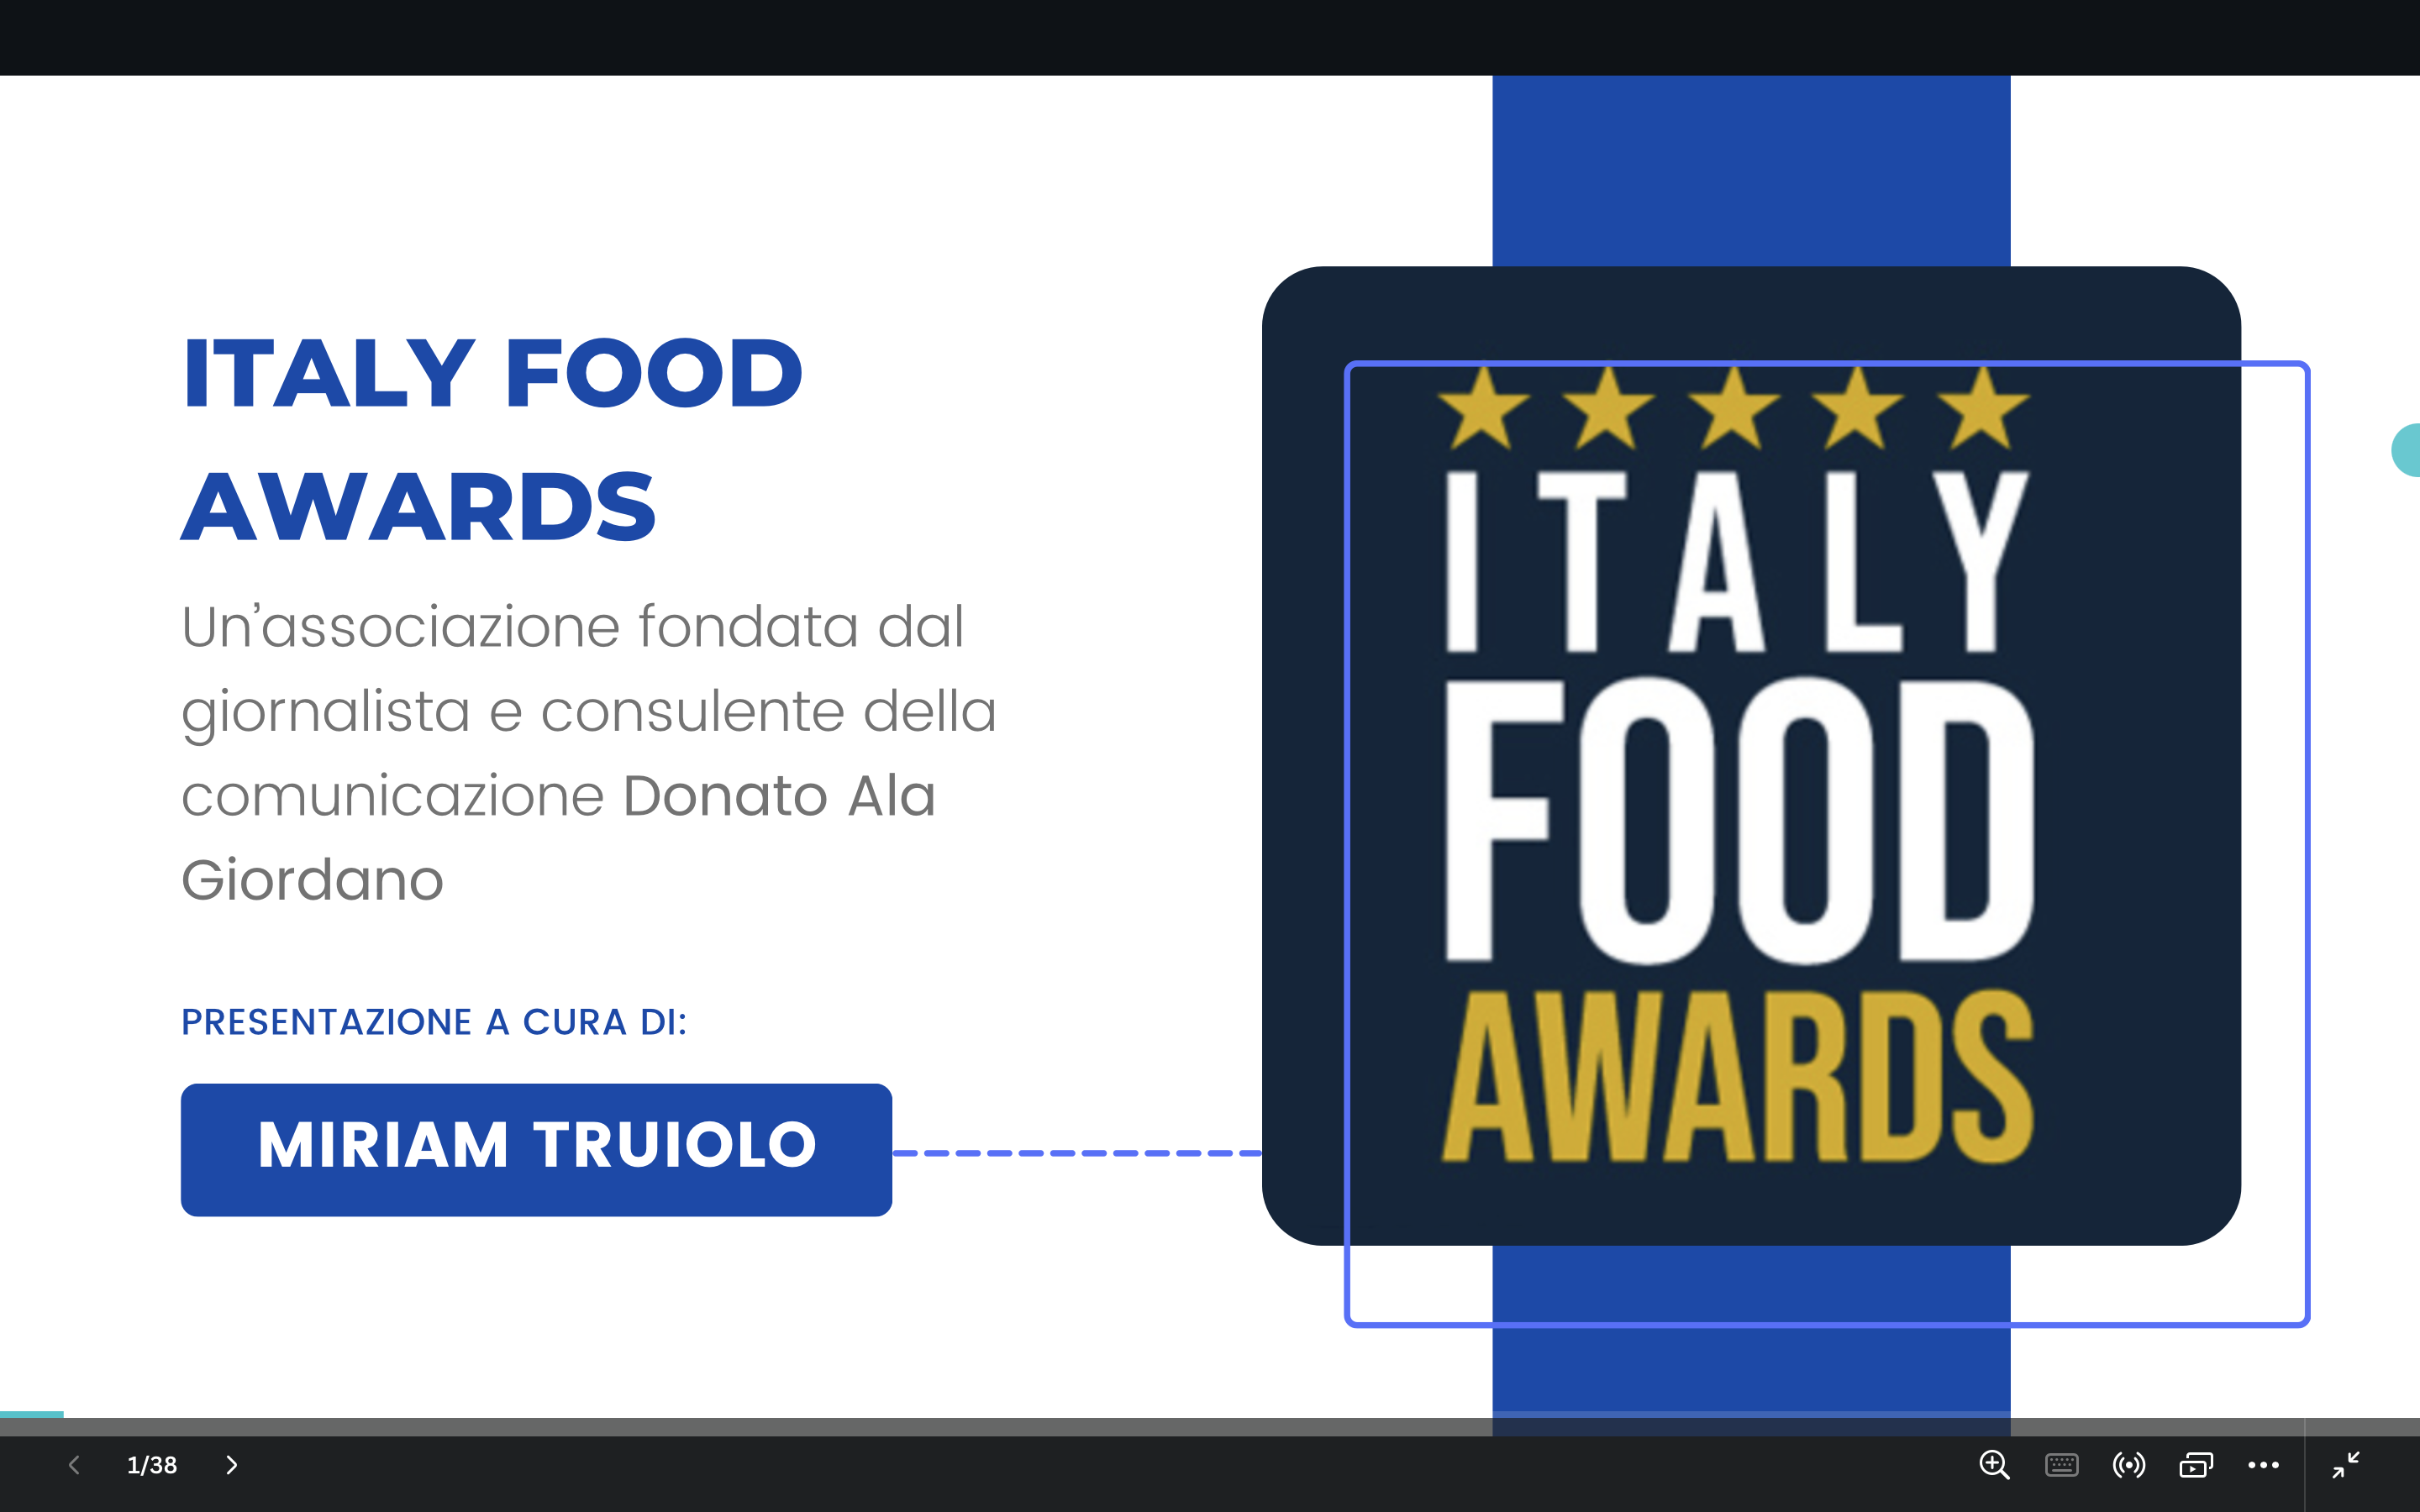 ITALY FOOD
AWARDS
Un'associazione fondata dal
giornalista e consulente della
comunicazione Donato Ala
Giordano
PRESENTAZIONE A CURA DI:
MIRIAM TRUIOLO
ITALY
FOOD
AWARDS
1/38